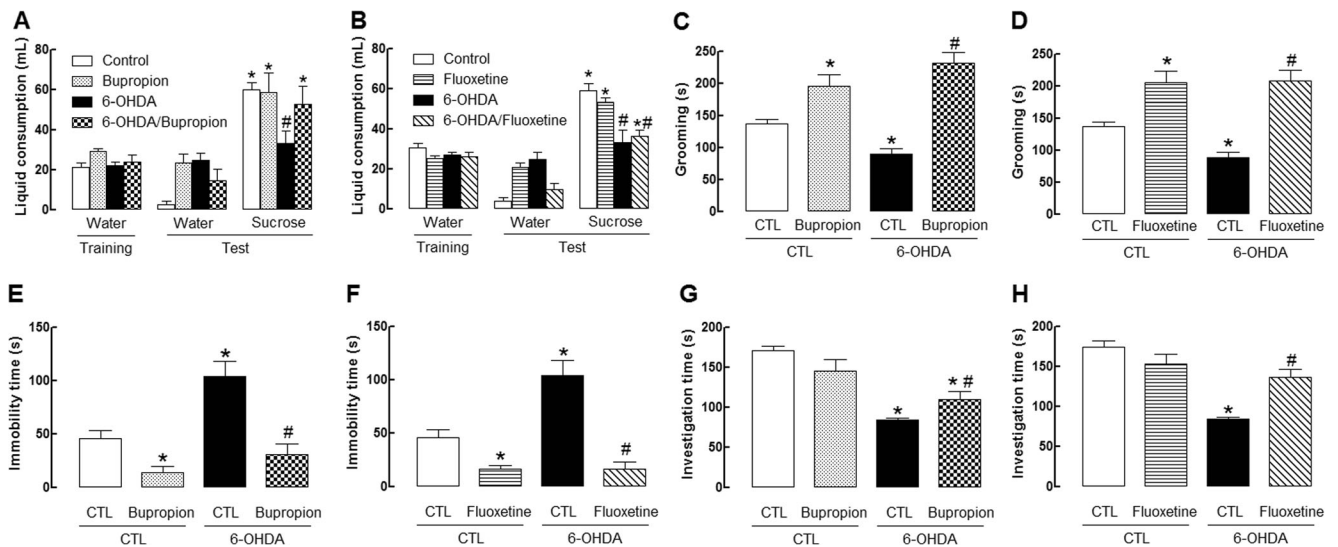 A
Liquid consumption (mL)
80
60
40
20
0
Control
Bupropion
6-OHDA
6-OHDA/Bupropion
* * # *
Water Water Sucrose
Training Test
B
Liquid consumption (mL)
80
60
40
20
0
Control
Fluoxetine
6-OHDA
6-OHDA/Fluoxetine
* * # *#
Water Water Sucrose
Training Test
C
Grooming (s)
250
200
150
100
50
0
* * #
CTL Bupropion CTL Bupropion
CTL 6-OHDA
D
Grooming (s)
250
200
150
100
50
0
* * #
CTL Fluoxetine CTL Fluoxetine
CTL 6-OHDA
E
Immobility time (s)
150
100
50
0
* * #
CTL Bupropion CTL Bupropion
CTL 6-OHDA
F
Immobility time (s)
150
100
50
0
* * #
CTL Fluoxetine CTL Fluoxetine
CTL 6-OHDA
G
Investigation time (s)
200
150
100
50
0
* * #
CTL Bupropion CTL Bupropion
CTL 6-OHDA
H
Investigation time (s)
200
150
100
50
0
* #
CTL Fluoxetine CTL Fluoxetine
CTL 6-OHDA